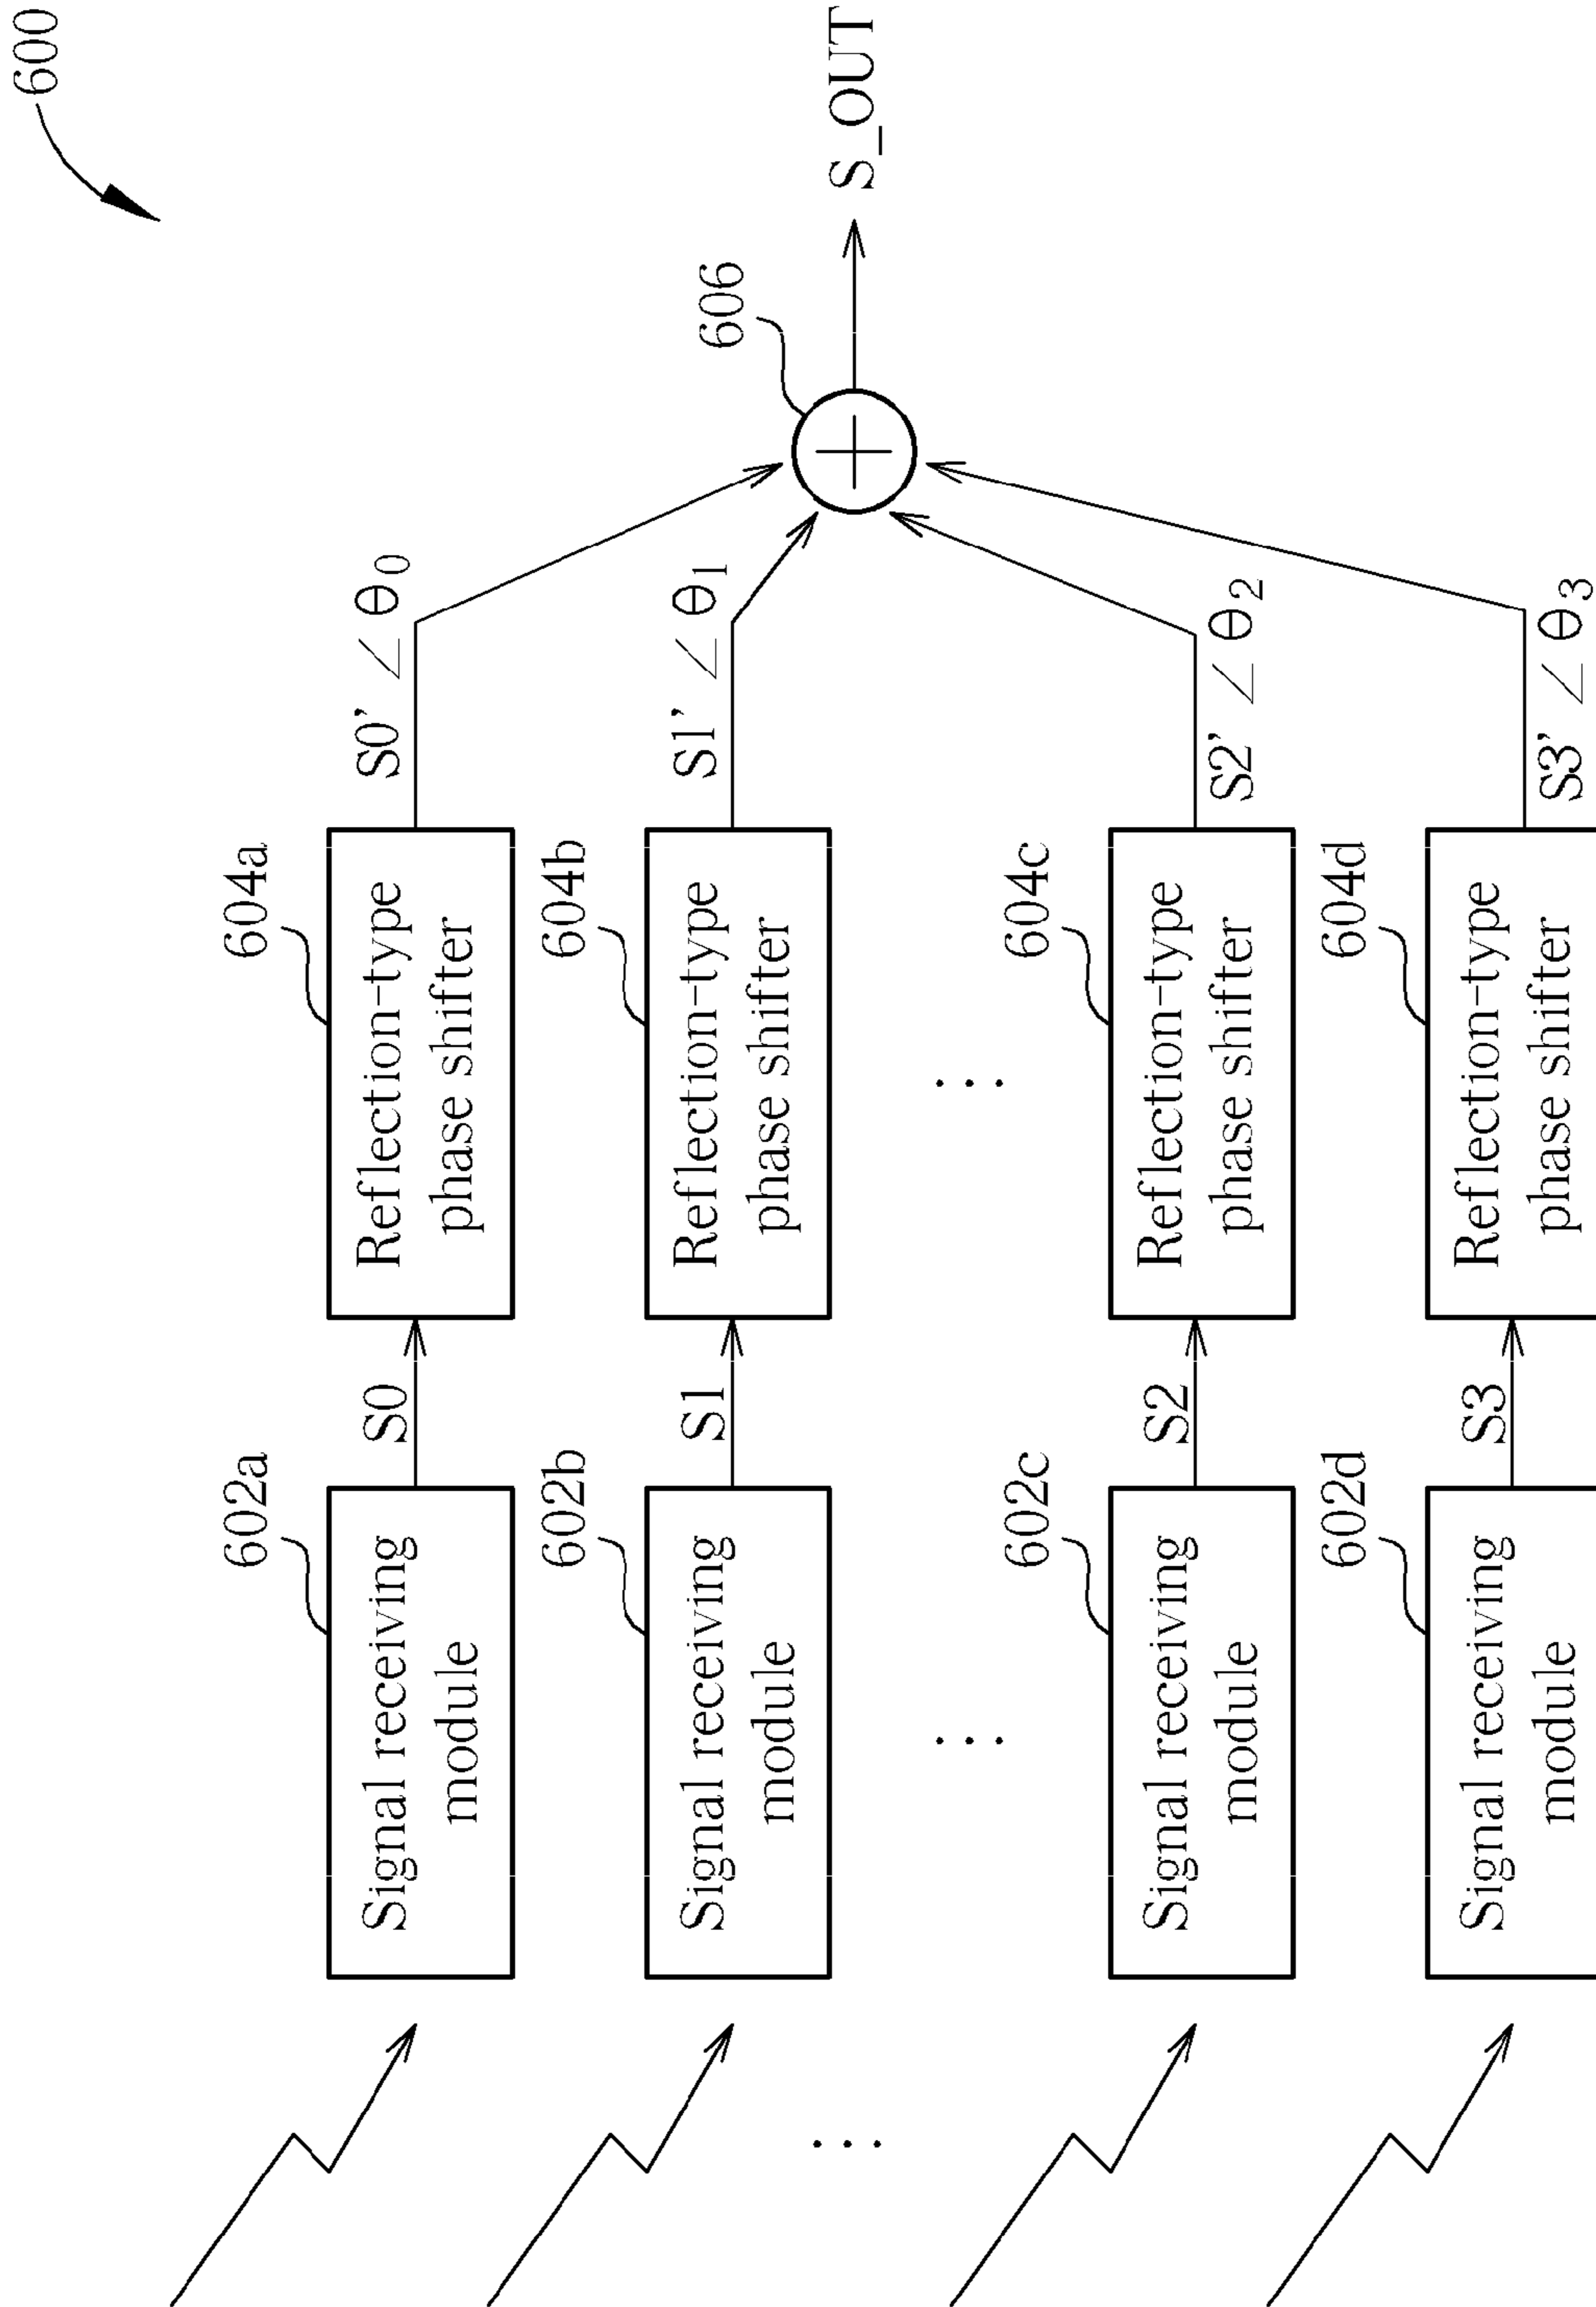 600
602a
Signal receiving
module
S0
604a
Reflection-type
phase shifter
S0' ∠ θ0
602b
Signal receiving
module
S1
604b
Reflection-type
phase shifter
S1' ∠ θ1
606
+
S_OUT
...
...
...
602c
Signal receiving
module
S2
604c
Reflection-type
phase shifter
S2' ∠ θ2
602d
Signal receiving
module
S3
604d
Reflection-type
phase shifter
S3' ∠ θ3